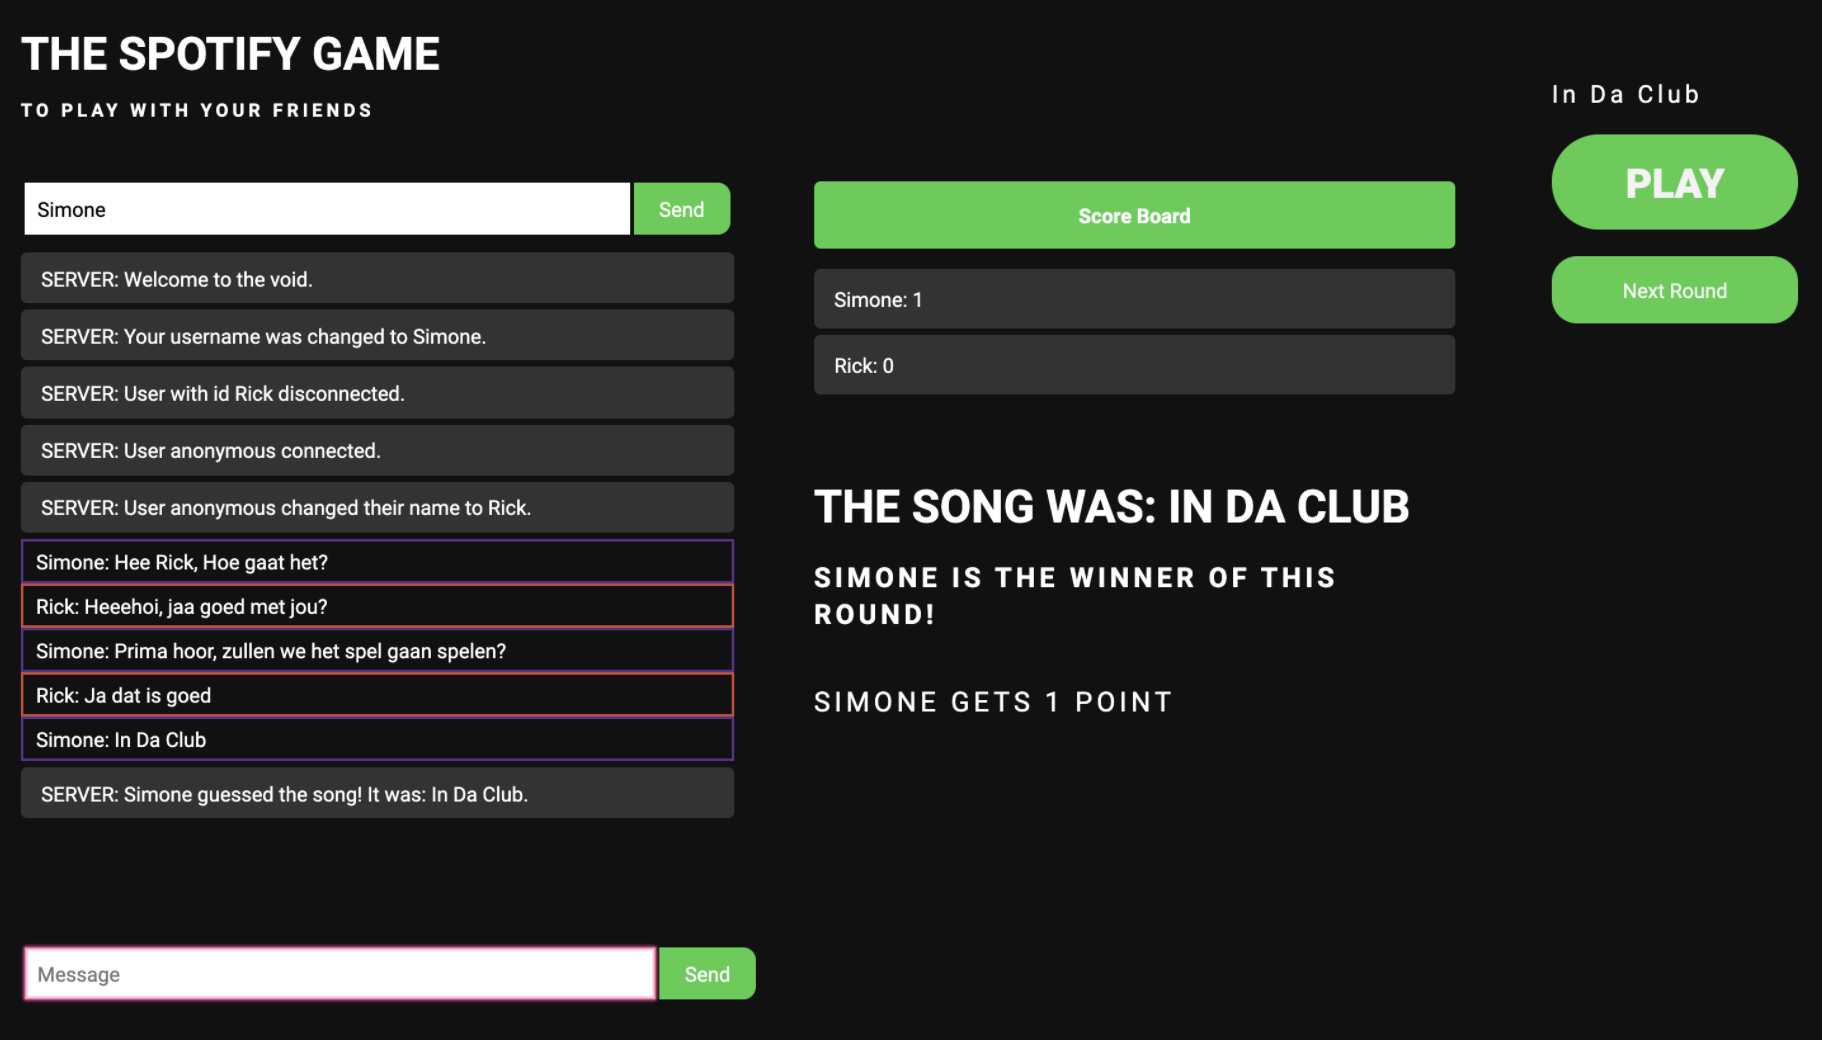 THE SPOTIFY GAME
TO PLAY WITH YOUR FRIENDS
Simone
Send
SERVER: Welcome to the void.
SERVER: Your username was changed to Simone.
SERVER: User with id Rick disconnected.
SERVER: User anonymous connected.
SERVER: User anonymous changed their name to Rick.
Simone: Hee Rick, Hoe gaat het?
Rick: Heeehoi, jaa goed met jou?
Simone: Prima hoor, zullen we het spel gaan spelen?
Rick: Ja dat is goed
Simone: In Da Club
SERVER: Simone guessed the song! It was: In Da Club.
Message
Send
Score Board
Simone: 1
Rick: 0
THE SONG WAS: IN DA CLUB
SIMONE IS THE WINNER OF THIS
ROUND!
SIMONE GETS 1 POINT
In Da Club
PLAY
Next Round